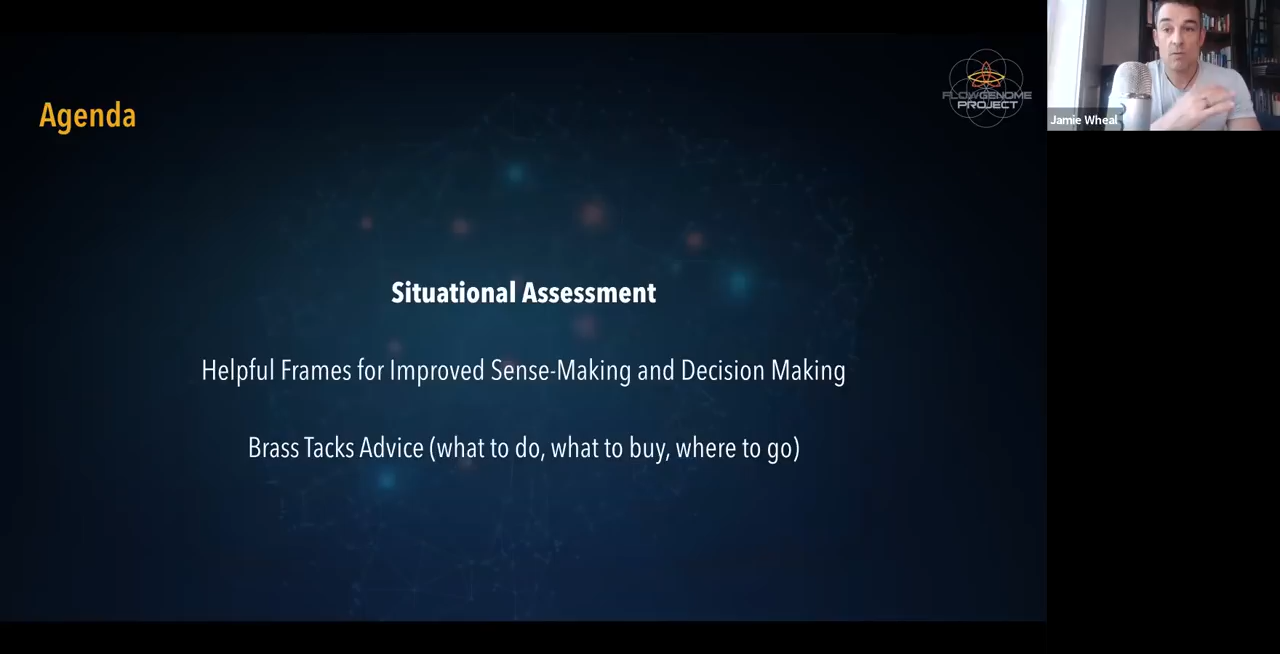 Agenda
FLOWGENOME
PROJECT
Jamie Wheal
Situational Assessment
Helpful Frames for Improved Sense-Making and Decision Making
Brass Tacks Advice (what to do, what to buy, where to go)